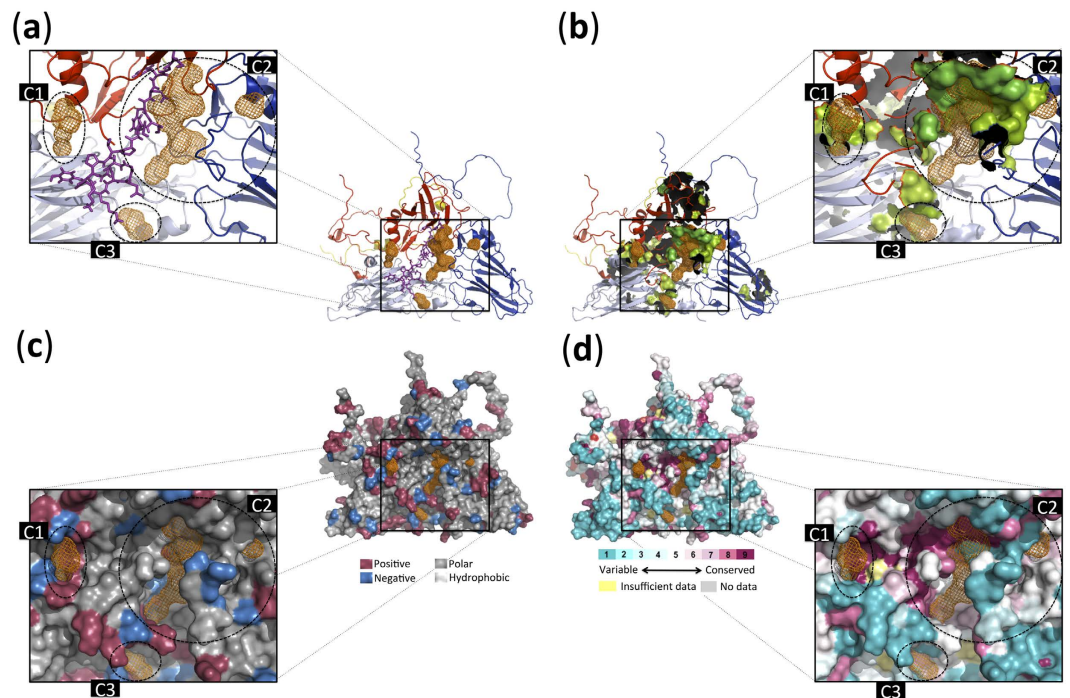 (a)
C1
C2
C3
(b)
C1
C2
C3
(c)
C1
C2
C3
Positive
Polar
Negative
Hydrophobic
(d)
1 2 3 4 5 6 7 8 9
Variable Conserved
Insufficient data
No data
C1
C2
C3